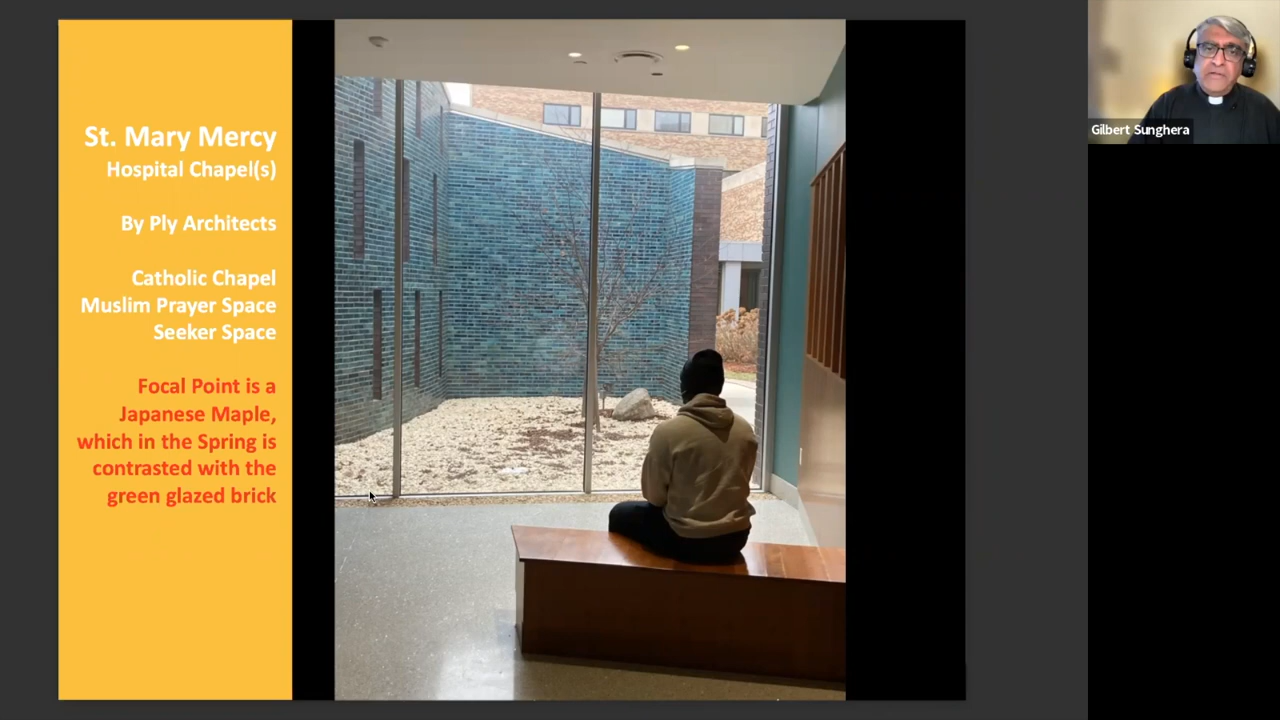 St. Mary Mercy
Hospital Chapel(s)
By Ply Architects
Catholic Chapel
Muslim Prayer Space
Seeker Space
Focal Point is a
Japanese Maple,
which in the Spring is
contrasted with the
green glazed brick
Gilbert Sunghera